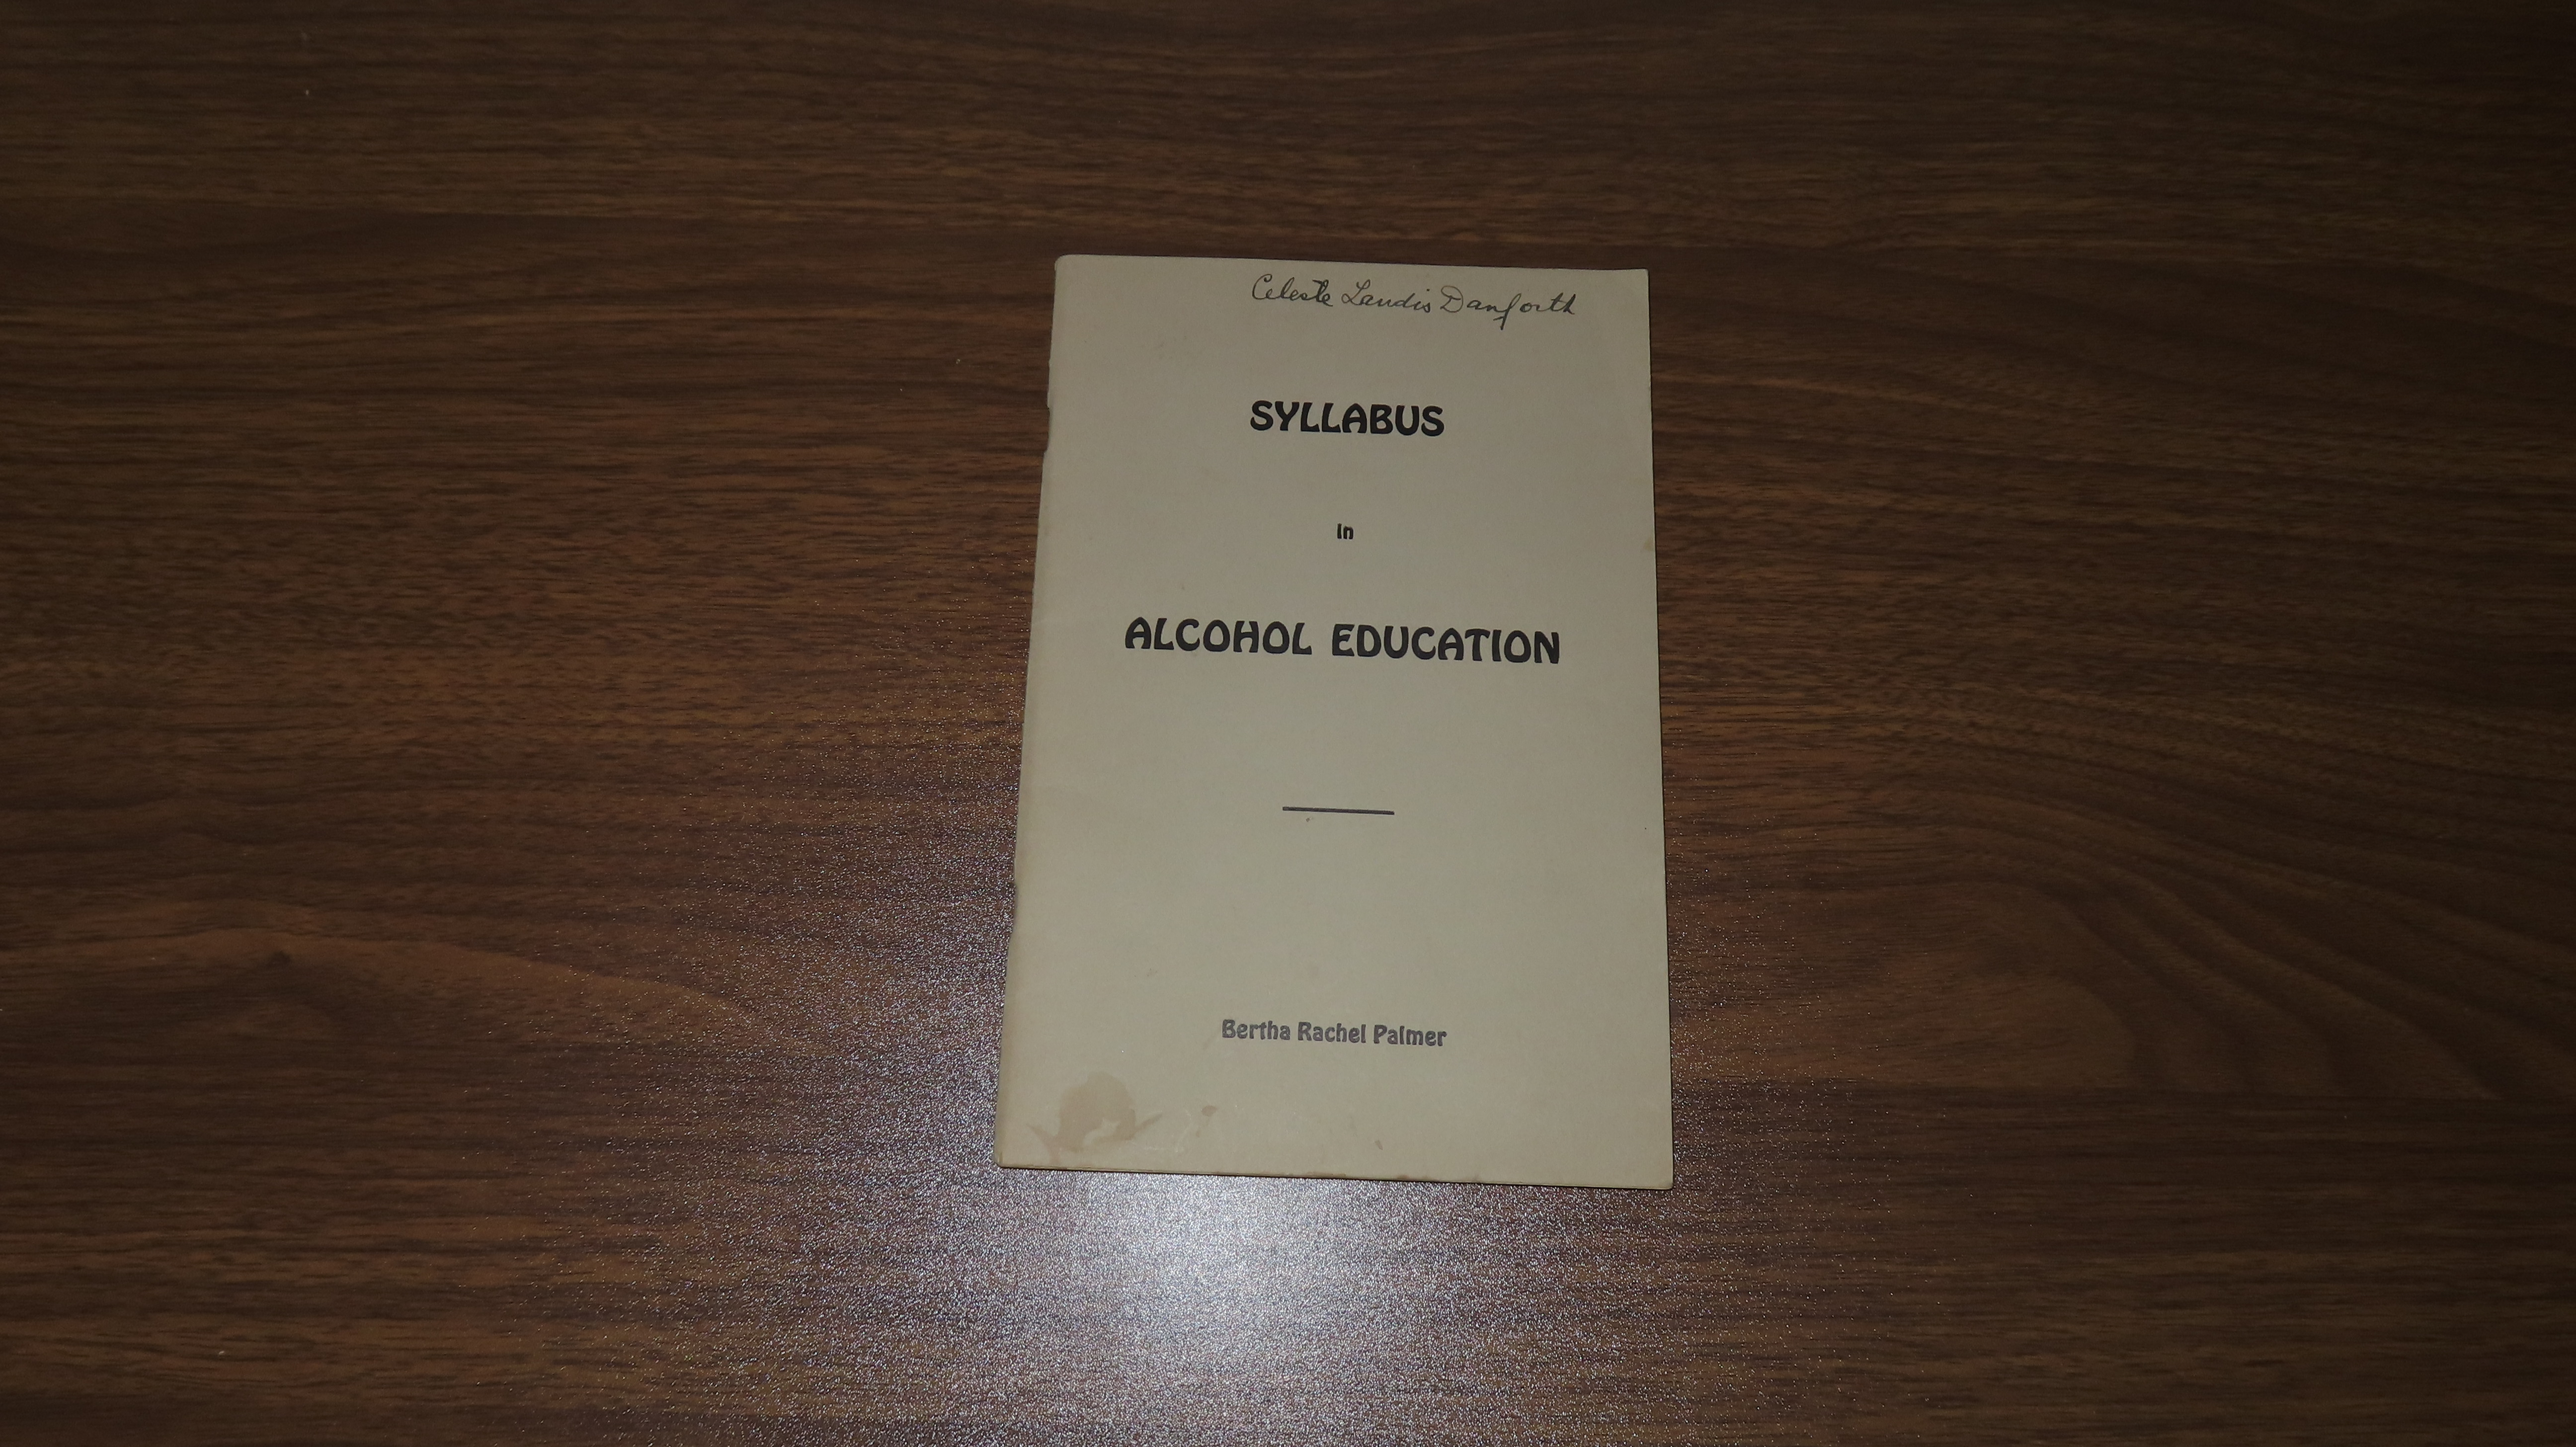 Celeste Landis Danforth
SYLLABUS
in
ALCOHOL EDUCATION
Bertha Rachel Palmer